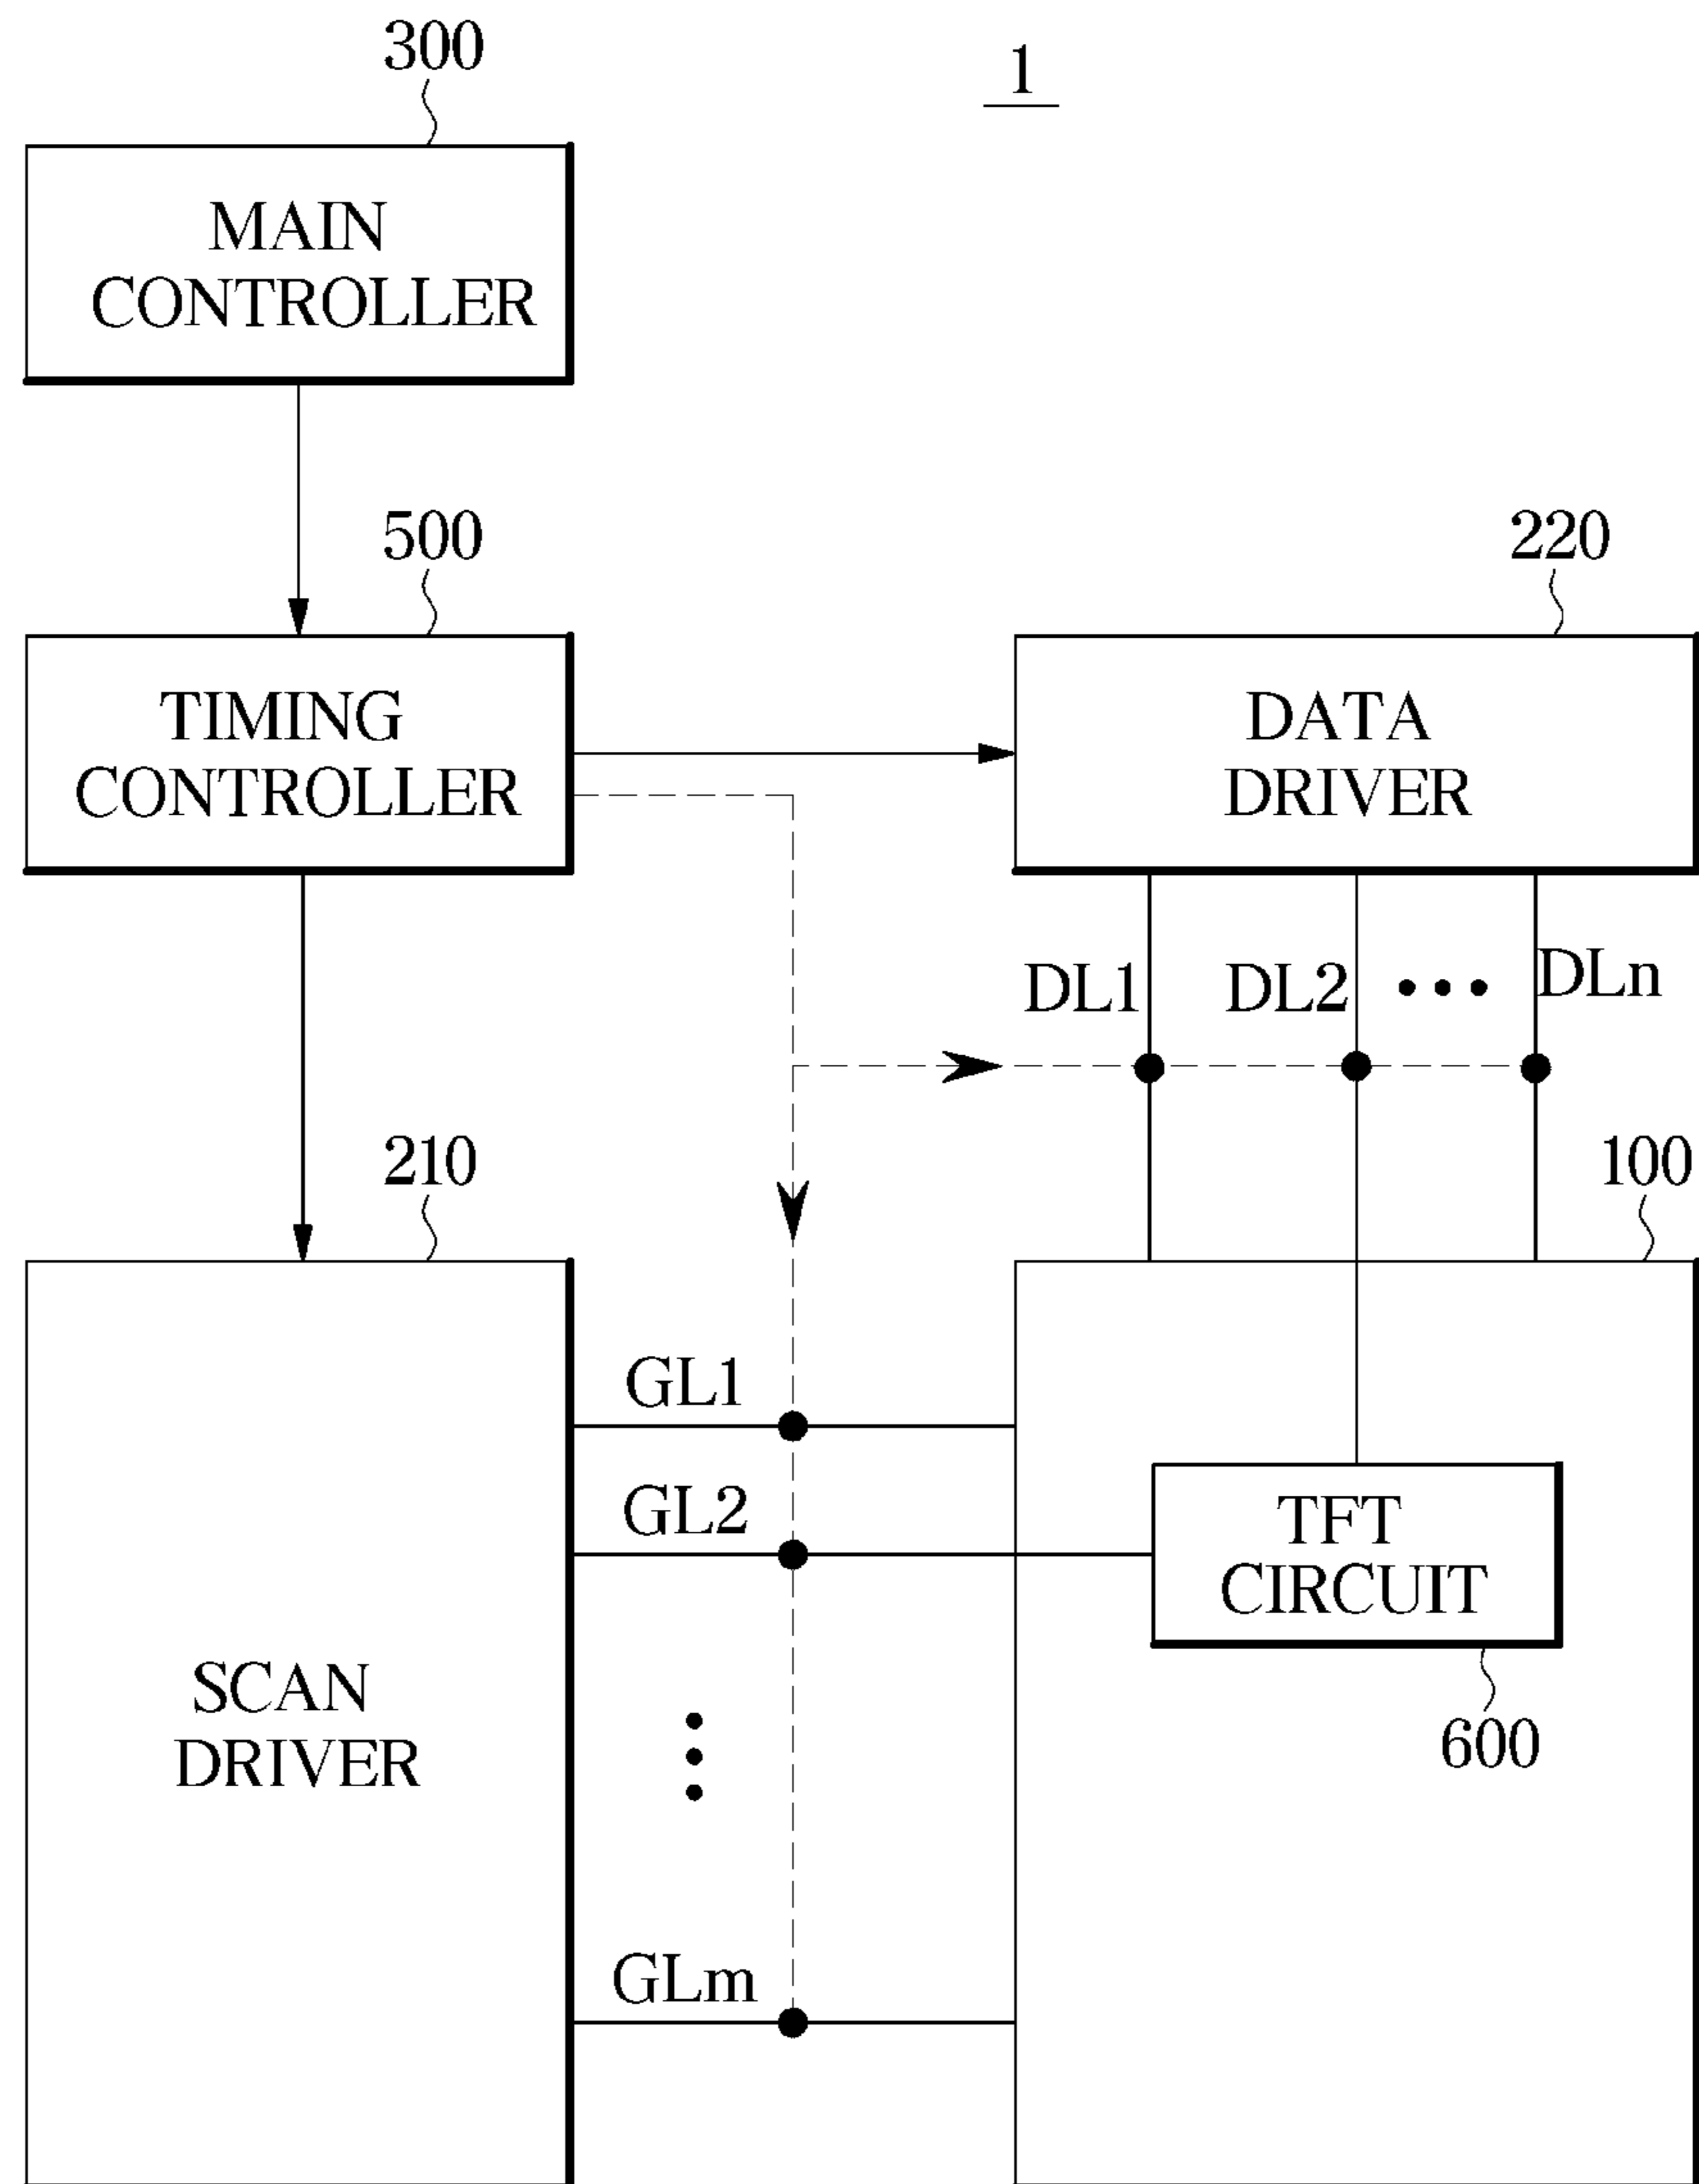 300
1
MAIN
CONTROLLER
500
220
TIMING
CONTROLLER
DATA
DRIVER
DL1
DL2
DLn
210
100
GL1
GL2
TFT
CIRCUIT
SCAN
DRIVER
600
GLm